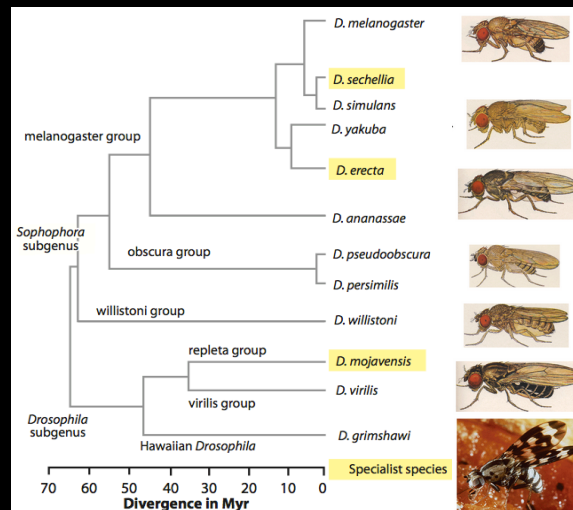 D. melanogaster
D. sechellia
D. simulans
D. yakuba
melanogaster group
D. erecta
D. ananassae
Sophophora
subgenus
obscura group
D. pseudoobscura
D. persimilis
willistoni group
D. willistoni
repleta group
D. mojavensis
D. virilis
virilis group
Drosophila
subgenus
D. grimshawi
Hawaiian Drosophila
Specialist species
70 60 50 40 30 20 10 0
Divergence in Myr